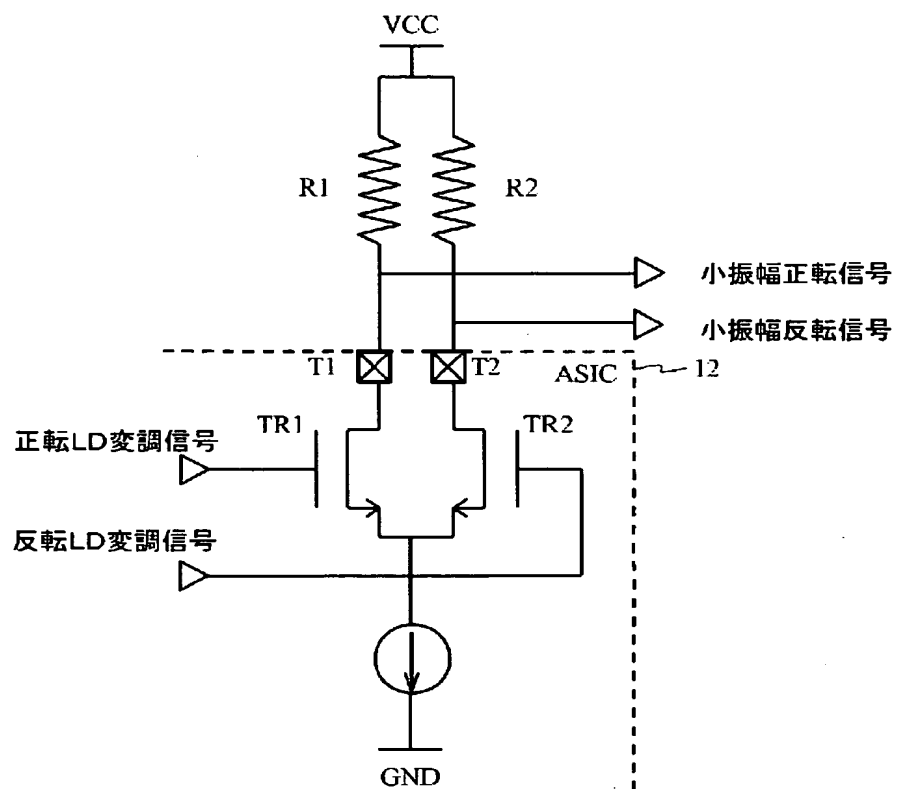 VCC
R1
R2
小振幅正転信号
小振幅反転信号
T1
T2
ASIC
12
TR1
TR2
正転LD変調信号
反転LD変調信号
GND